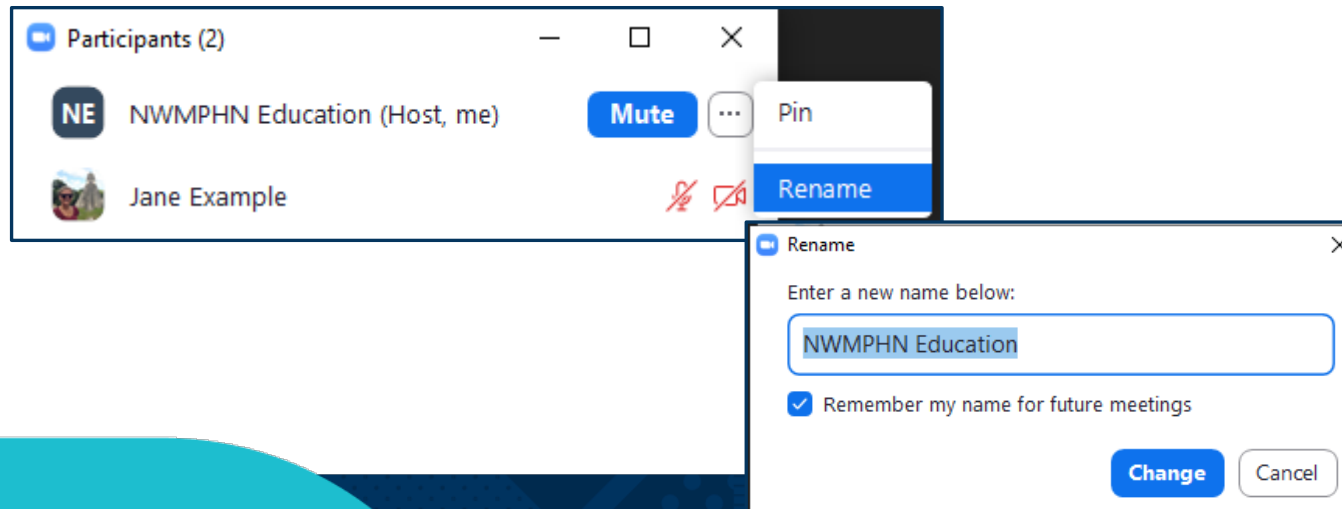 Participants (2)
NE NWMPHN Education (Host, me) Mute ... Pin
Jane Example Rename
Rename
Enter a new name below:
NWMPHN Education
Remember my name for future meetings
Change Cancel